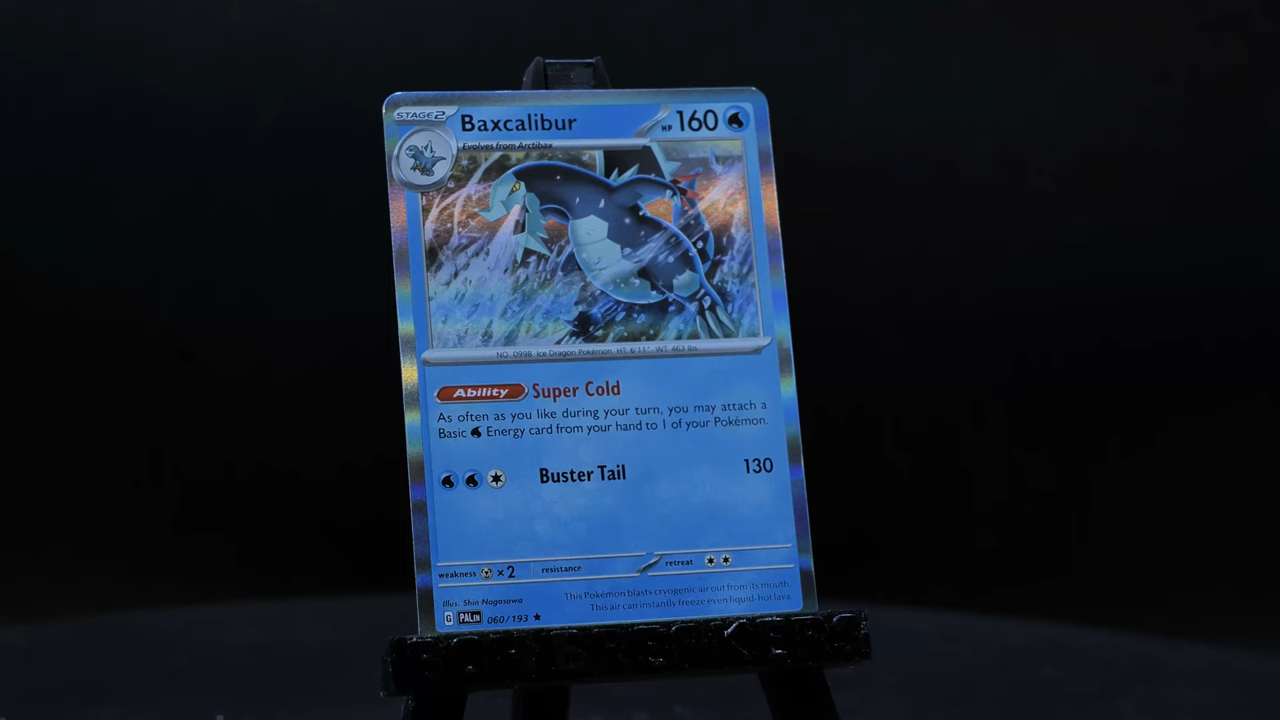 STAGE2 Baxcalibur HP 160
Evolves from Arctibax
NO. 0998 Ice Dragon Pokémon HT: 6'11" WT: 463 lbs
Ability Super Cold
As often as you like during your turn, you may attach a
Basic Energy card from your hand to 1 of your Pokémon.
Buster Tail 130
weakness ×2 resistance retreat
This Pokémon blasts cryogenic air out from its mouth.
This air can instantly freeze even liquid-hot lava.
Illus. Shin Nagasawa
G PAL EN 060/193